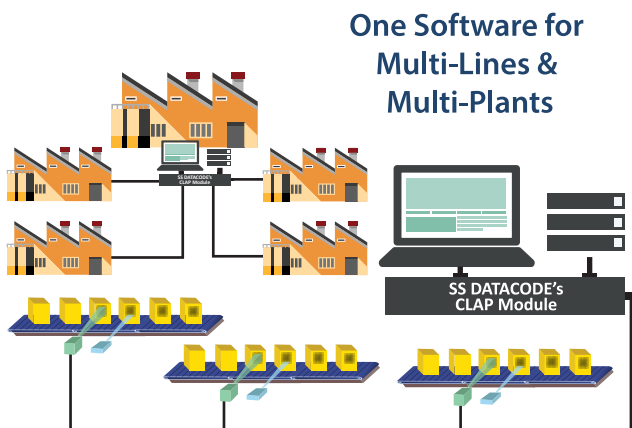 One Software for
Multi-Lines &
Multi-Plants
SS DATACODE's
CLAP Module
SS DATACODE's
CLAP Module